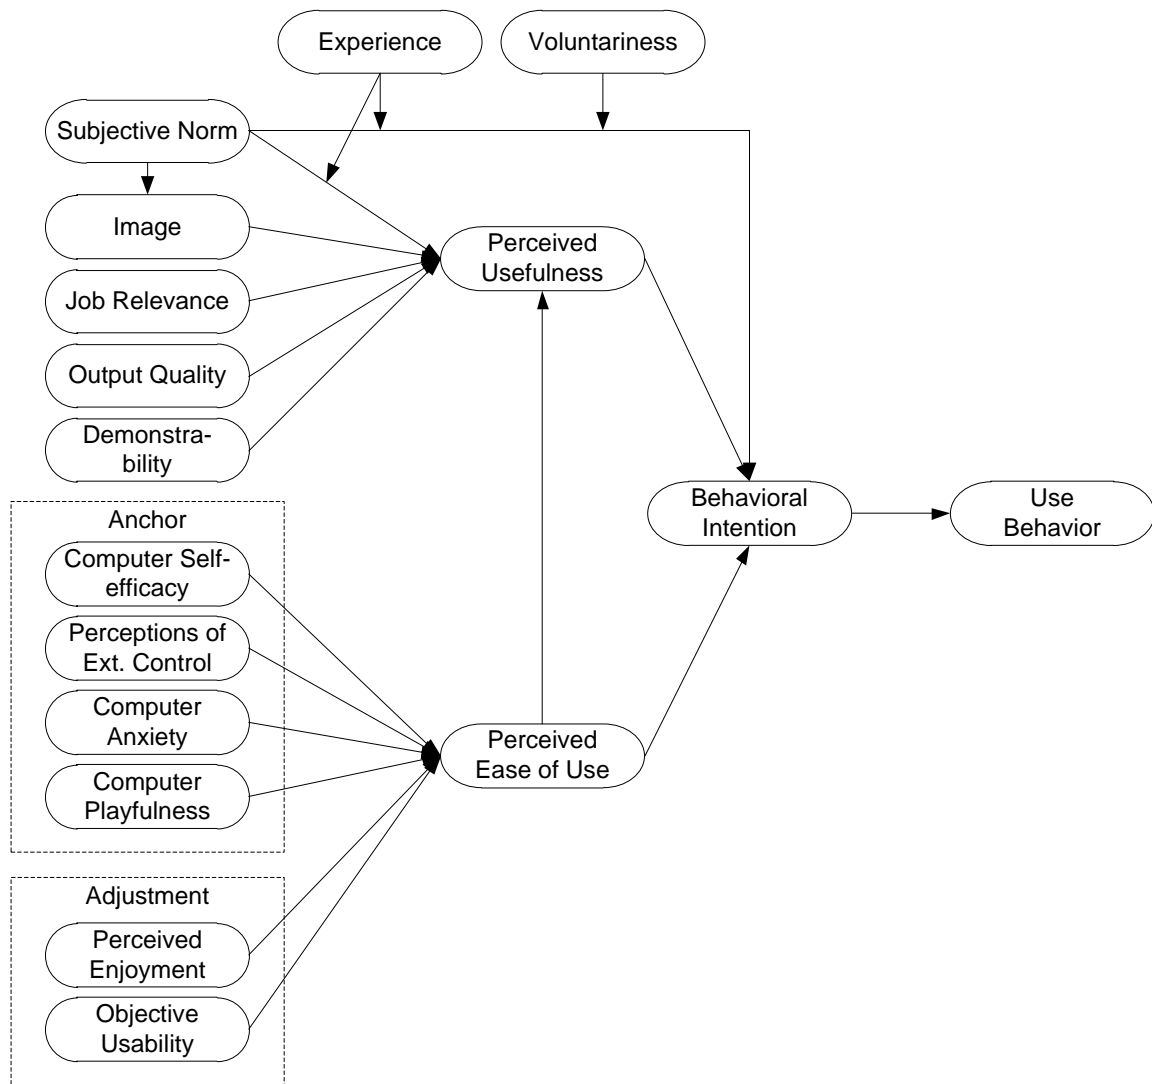 Experience
Voluntariness
Subjective Norm
Image
Perceived
Usefulness
Job Relevance
Output Quality
Demonstra-
bility
Anchor
Computer Self-
efficacy
Perceptions of
Ext. Control
Computer
Anxiety
Computer
Playfulness
Behavioral
Intention
Use
Behavior
Perceived
Ease of Use
Adjustment
Perceived
Enjoyment
Objective
Usability